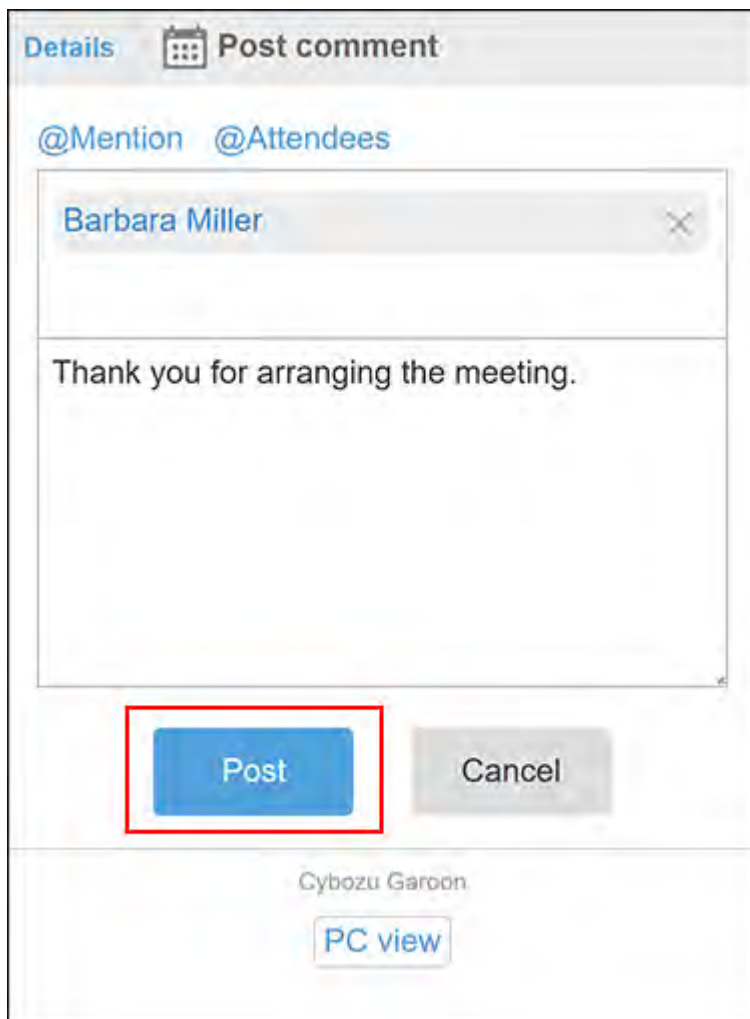 Details Post comment
@Mention @Attendees
Barbara Miller
Thank you for arranging the meeting.
Post Cancel
Cybozu Garoon
PC view